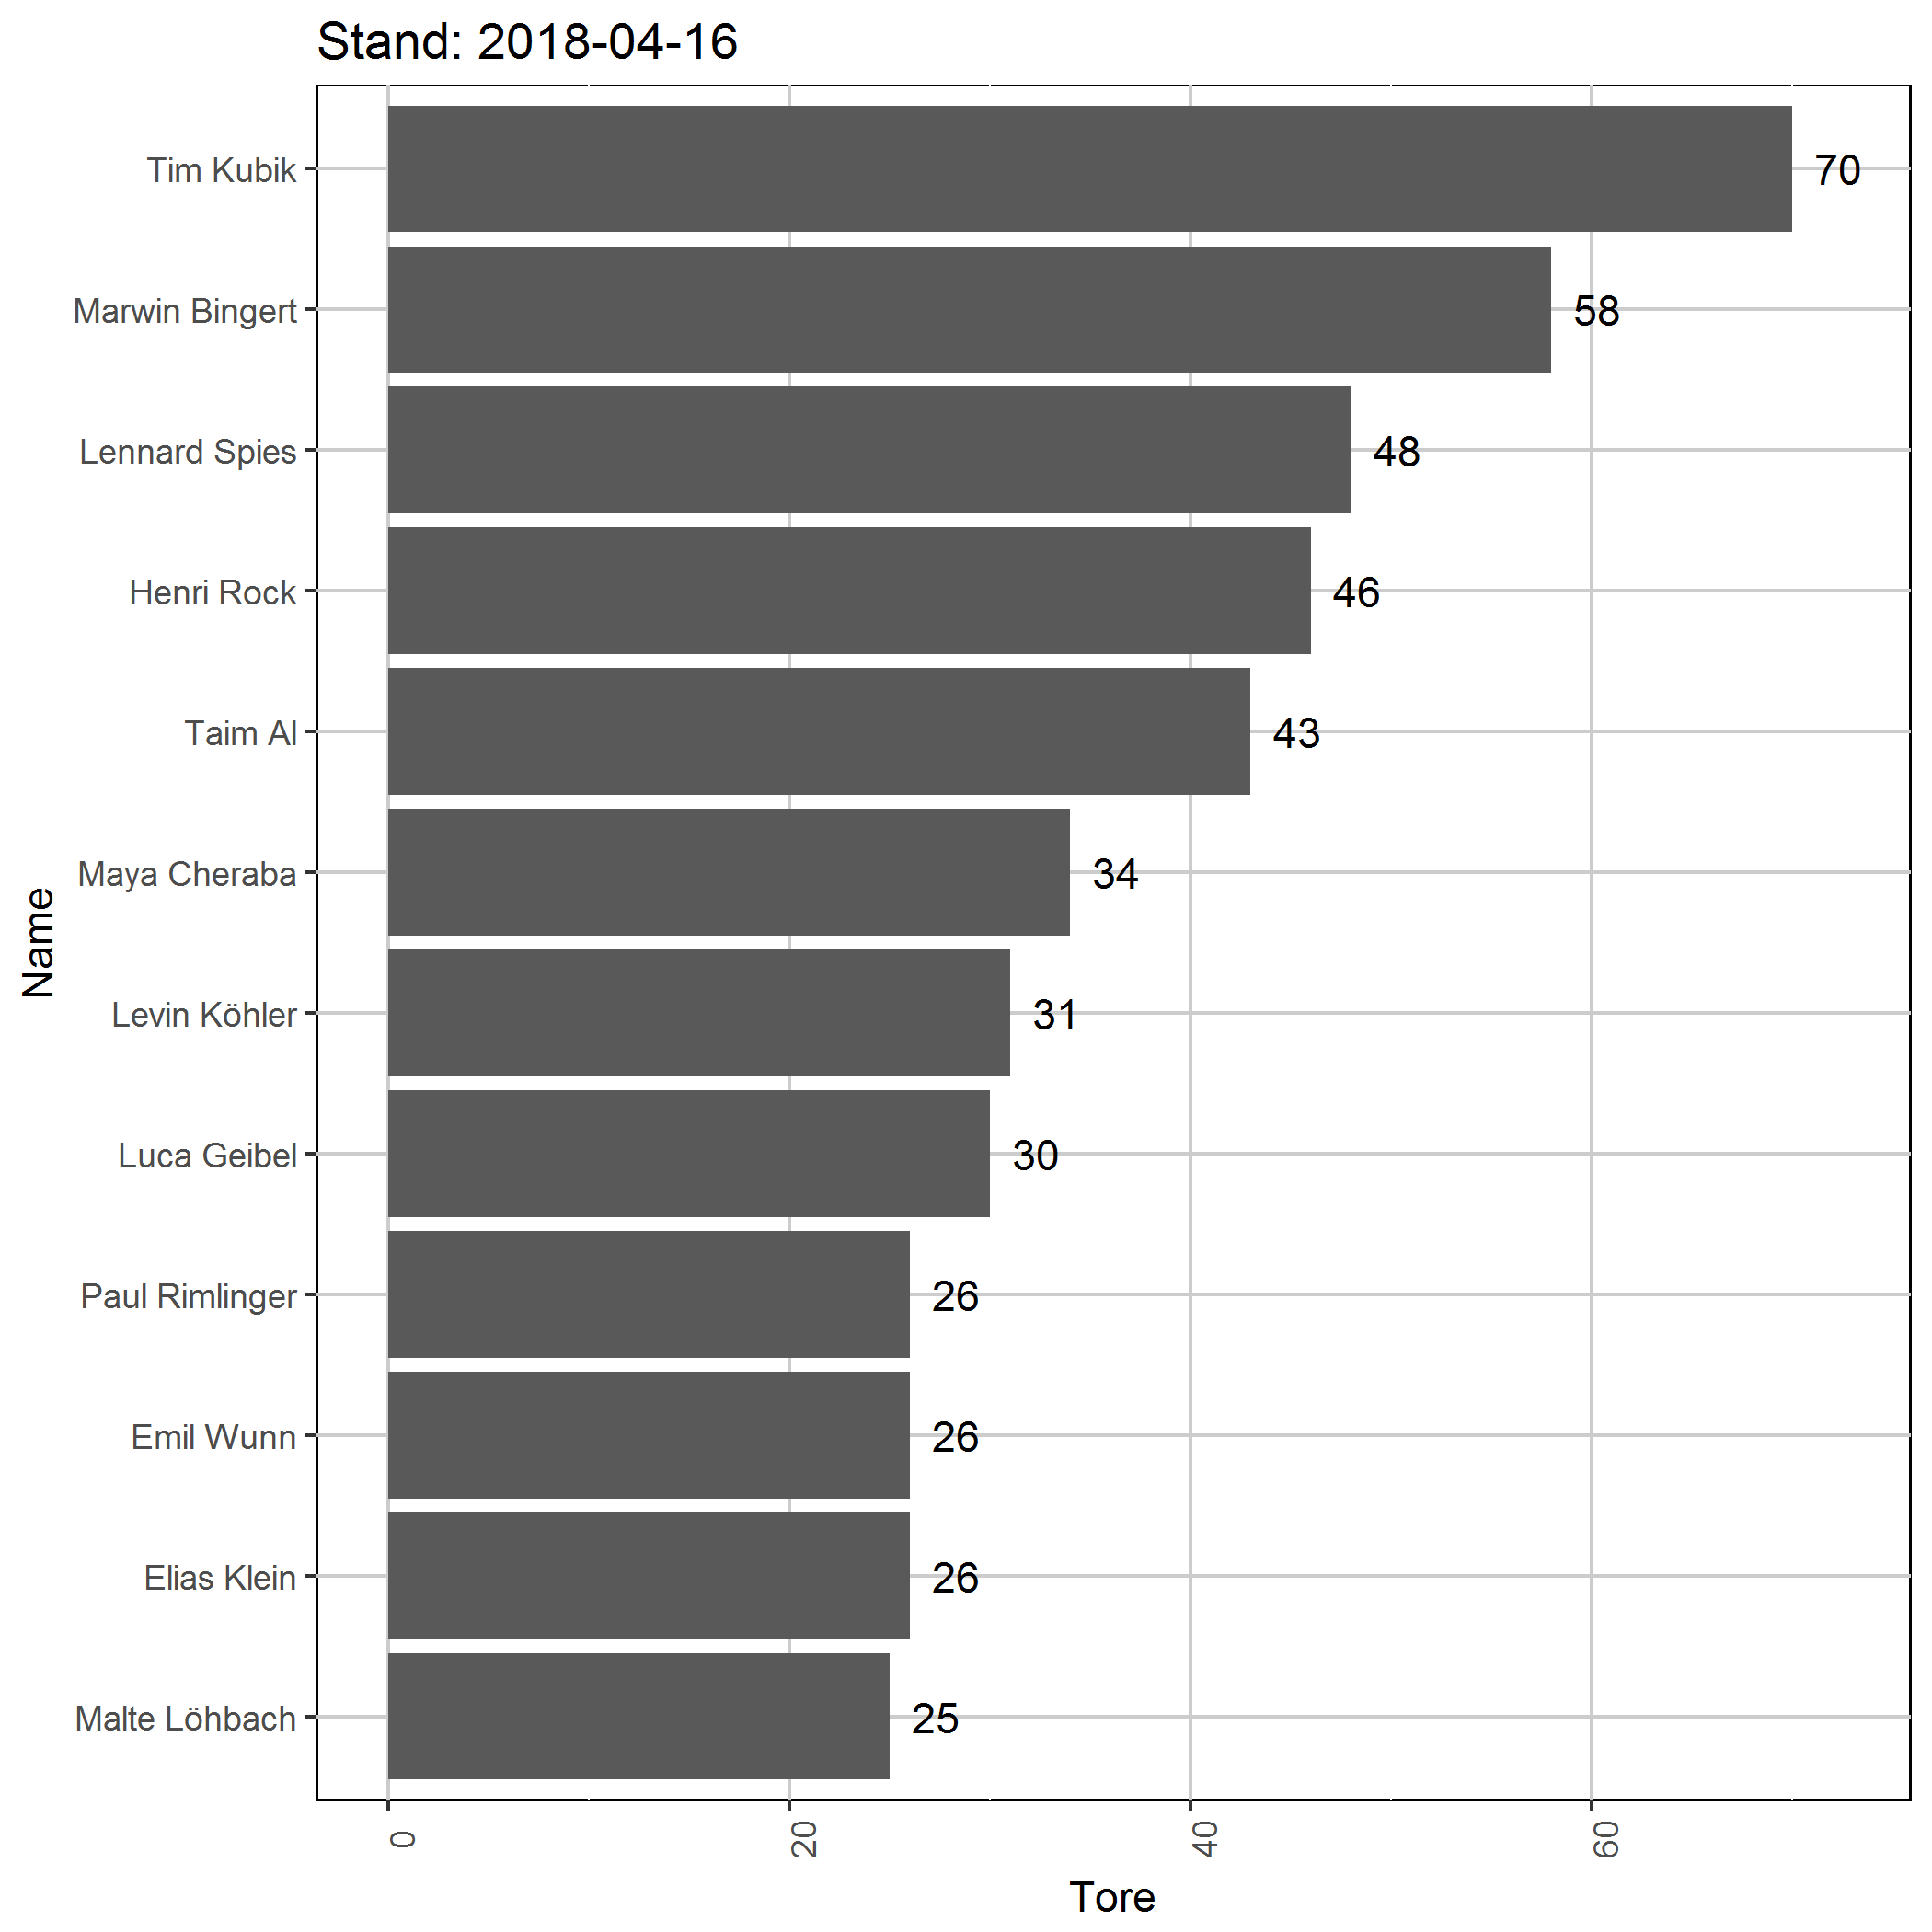 Stand: 2018-04-16
Tim Kubik 70
Marwin Bingert 58
Lennard Spies 48
Henri Rock 46
Taim Al 43
Maya Cheraba 34
Levin Köhler 31
Luca Geibel 30
Paul Rimlinger 26
Emil Wunn 26
Elias Klein 26
Malte Löhbach 25
Name
0 20 40 60
Tore